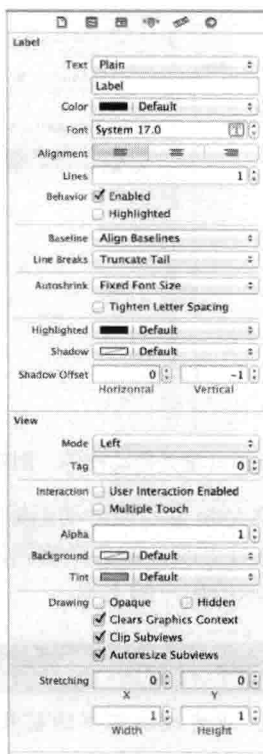 Label
Text Plain
Label
Color Default
Font System 17.0
Alignment
Lines 1
Behavior Enabled
Highlighted
Baseline Align Baselines
Line Breaks Truncate Tail
Autoshrink Fixed Font Size
Tighten Letter Spacing
Highlighted Default
Shadow Default
Shadow Offset 0 -1
Horizontal Vertical
View
Mode Left
Tag 0
Interaction User Interaction Enabled
Multiple Touch
Alpha 1
Background Default
Tint Default
Drawing Opaque Hidden
Clears Graphics Context
Clip Subviews
Autoresize Subviews
Stretching 0 0
X Y
1 1
Width Height